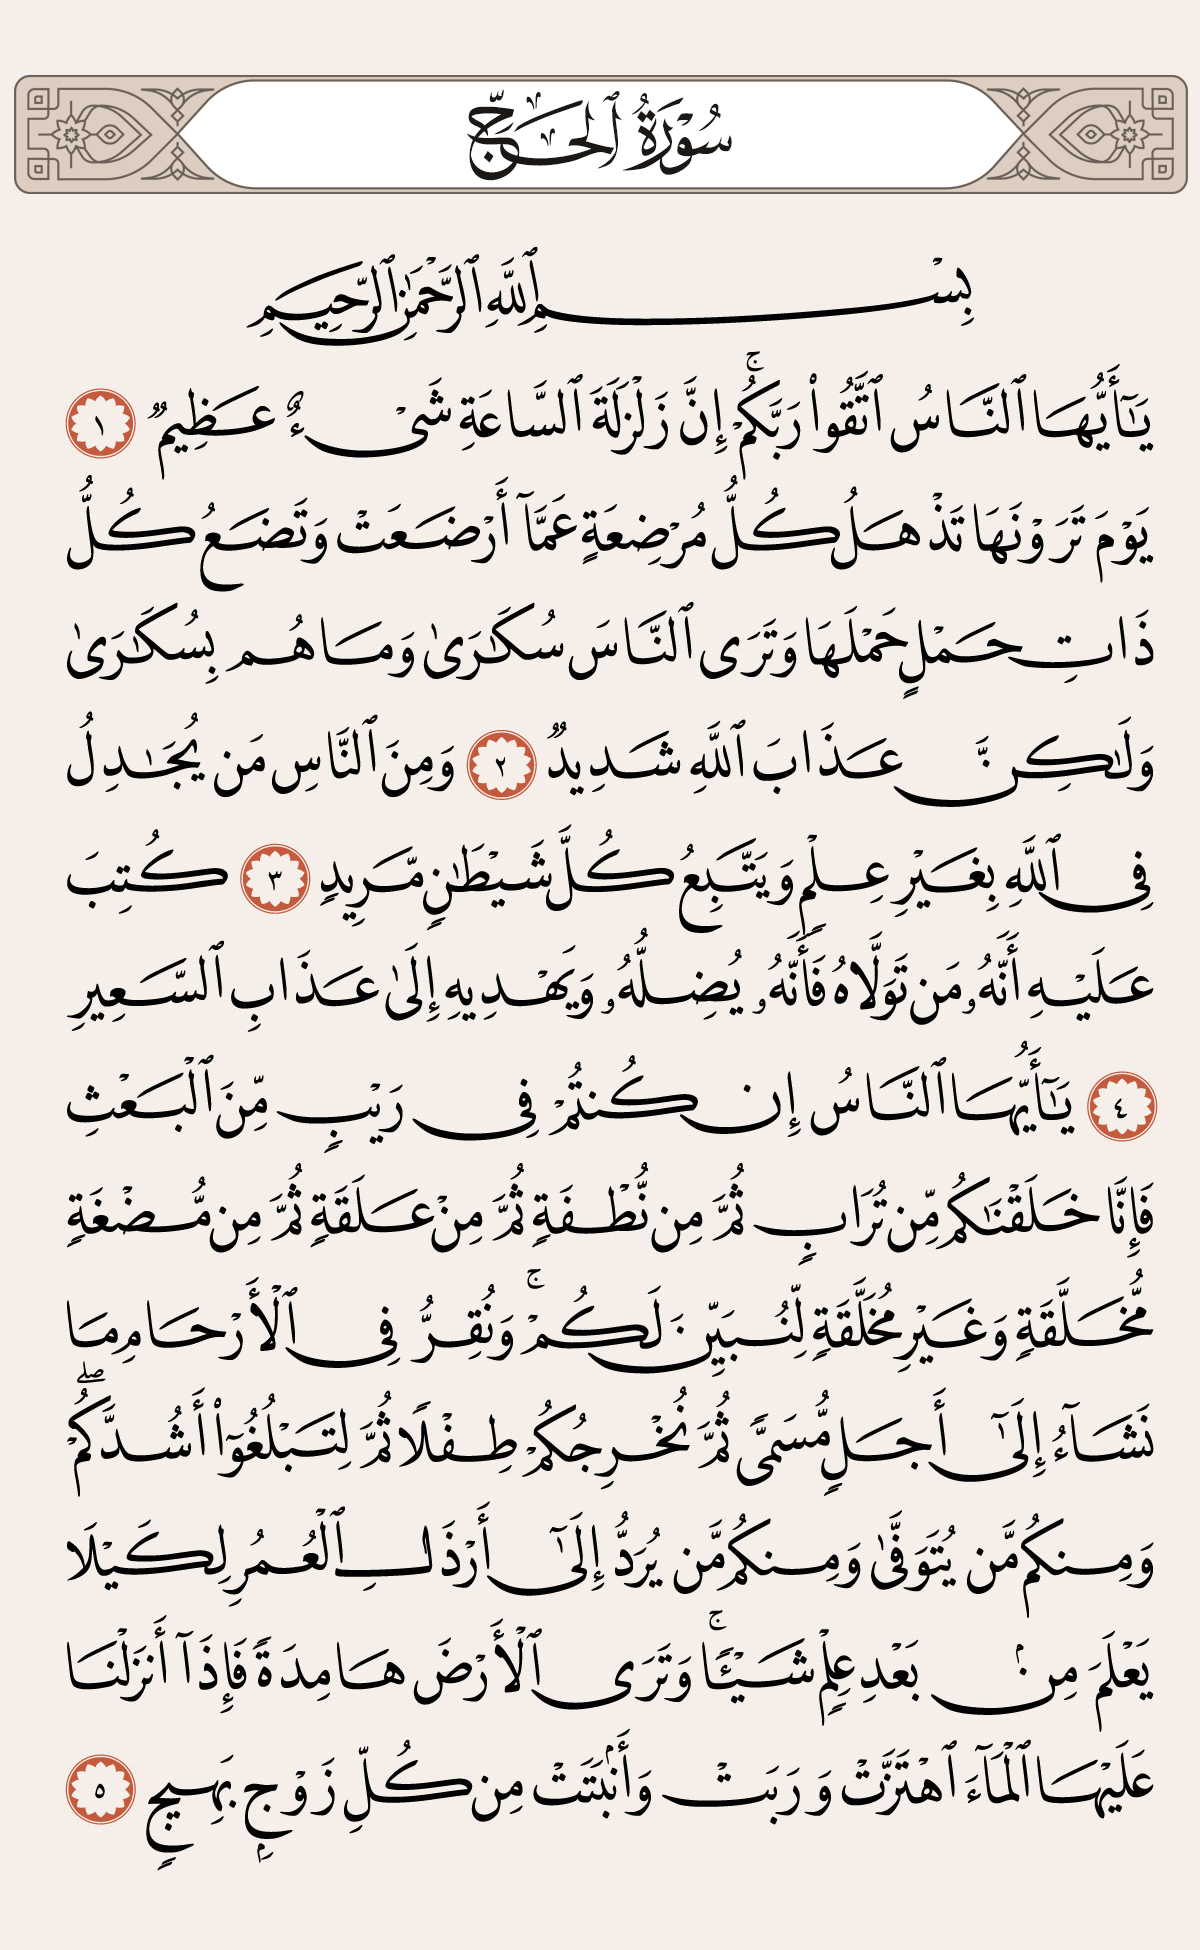 سُورَةُ ٱلْحَجِّ
بِسْمِ ٱللَّهِ ٱلرَّحْمَٰنِ ٱلرَّحِيمِ
يَٰٓأَيُّهَا ٱلنَّاسُ ٱتَّقُوا۟ رَبَّكُمْ ۚ إِنَّ زَلْزَلَةَ ٱلسَّاعَةِ شَىْءٌ عَظِيمٌ ١
يَوْمَ تَرَوْنَهَا تَذْهَلُ كُلُّ مُرْضِعَةٍ عَمَّآ أَرْضَعَتْ وَتَضَعُ كُلُّ
ذَاتِ حَمْلٍ حَمْلَهَا وَتَرَى ٱلنَّاسَ سُكَٰرَىٰ وَمَا هُم بِسُكَٰرَىٰ
وَلَٰكِنَّ عَذَابَ ٱللَّهِ شَدِيدٌ ٢ وَمِنَ ٱلنَّاسِ مَن يُجَٰدِلُ
فِى ٱللَّهِ بِغَيْرِ عِلْمٍ وَيَتَّبِعُ كُلَّ شَيْطَٰنٍ مَّرِيدٍ ٣ كُتِبَ
عَلَيْهِ أَنَّهُۥ مَن تَوَلَّاهُ فَأَنَّهُۥ يُضِلُّهُۥ وَيَهْدِيهِ إِلَىٰ عَذَابِ ٱلسَّعِيرِ
٤ يَٰٓأَيُّهَا ٱلنَّاسُ إِن كُنتُمْ فِى رَيْبٍ مِّنَ ٱلْبَعْثِ
فَإِنَّا خَلَقْنَٰكُم مِّن تُرَابٍ ثُمَّ مِن نُّطْفَةٍ ثُمَّ مِنْ عَلَقَةٍ ثُمَّ مِن مُّضْغَةٍ
مُّخَلَّقَةٍ وَغَيْرِ مُخَلَّقَةٍ لِّنُبَيِّنَ لَكُمْ ۚ وَنُقِرُّ فِى ٱلْأَرْحَامِ مَا
نَشَآءُ إِلَىٰٓ أَجَلٍ مُّسَمًّى ثُمَّ نُخْرِجُكُمْ طِفْلًا ثُمَّ لِتَبْلُغُوٓا۟ أَشُدَّكُمْ ۖ
وَمِنكُم مَّن يُتَوَفَّىٰ وَمِنكُم مَّن يُرَدُّ إِلَىٰٓ أَرْذَلِ ٱلْعُمُرِ لِكَيْلَا
يَعْلَمَ مِنۢ بَعْدِ عِلْمٍ شَيْـًٔا ۚ وَتَرَى ٱلْأَرْضَ هَامِدَةً فَإِذَآ أَنزَلْنَا
عَلَيْهَا ٱلْمَآءَ ٱهْتَزَّتْ وَرَبَتْ وَأَنۢبَتَتْ مِن كُلِّ زَوْجٍۭ بَهِيجٍ ٥